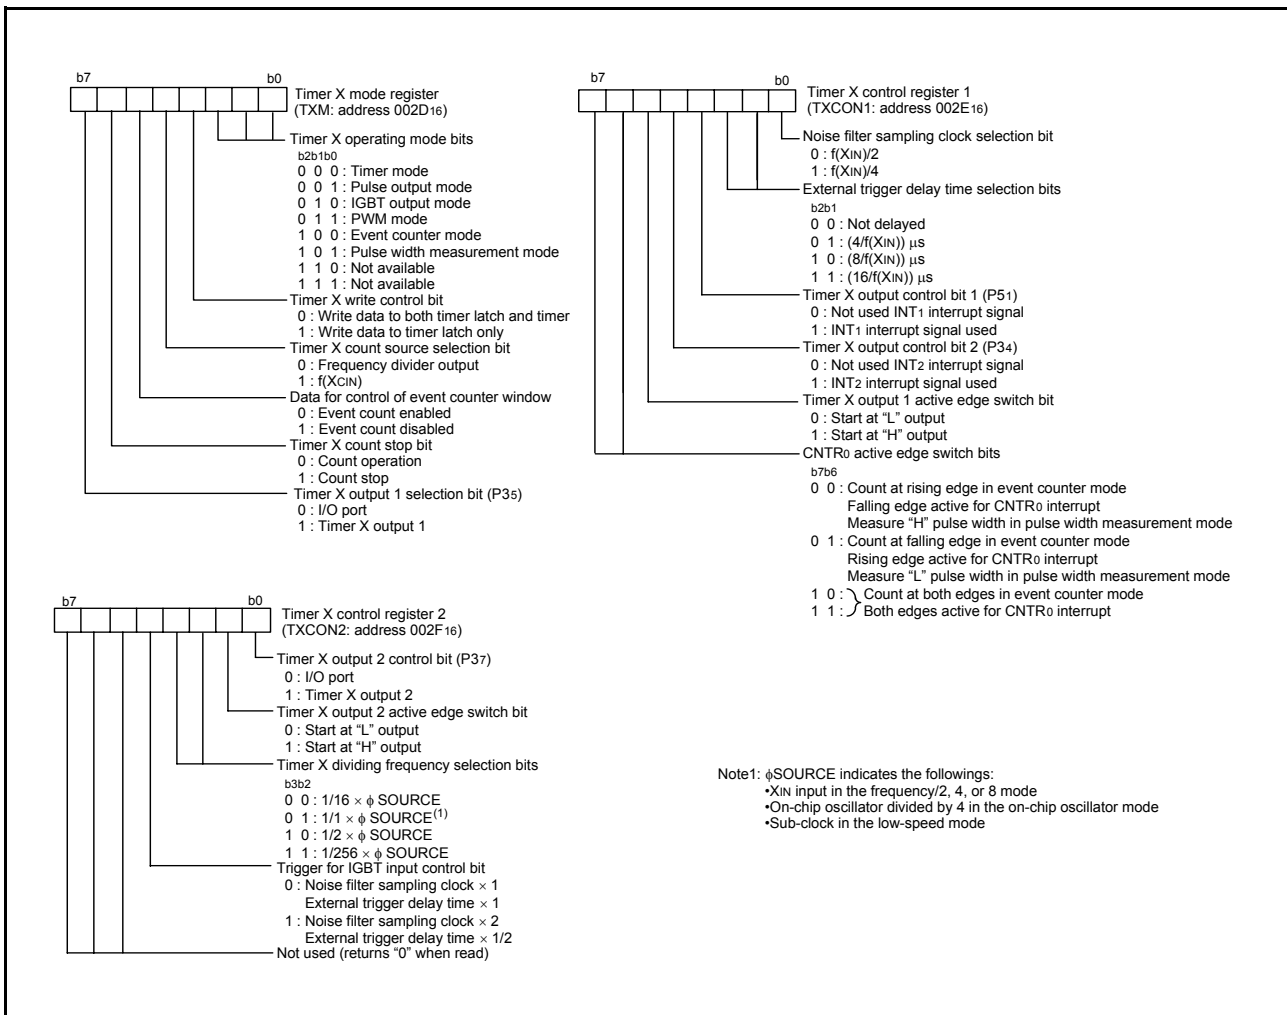 b7 b0
Timer X mode register
(TXM: address 002D16)
Timer X operating mode bits
b2b1b0
0 0 0 : Timer mode
0 0 1 : Pulse output mode
0 1 0 : IGBT output mode
0 1 1 : PWM mode
1 0 0 : Event counter mode
1 0 1 : Pulse width measurement mode
1 1 0 : Not available
1 1 1 : Not available
Timer X write control bit
0 : Write data to both timer latch and timer
1 : Write data to timer latch only
Timer X count source selection bit
0 : Frequency divider output
1 : f(XCIN)
Data for control of event counter window
0 : Event count enabled
1 : Event count disabled
Timer X count stop bit
0 : Count operation
1 : Count stop
Timer X output 1 selection bit (P35)
0 : I/O port
1 : Timer X output 1
b7 b0
Timer X control register 1
(TXCON1: address 002E16)
Noise filter sampling clock selection bit
0 : f(XIN)/2
1 : f(XIN)/4
External trigger delay time selection bits
b2b1
0 0 : Not delayed
0 1 : (4/f(XIN)) μs
1 0 : (8/f(XIN)) μs
1 1 : (16/f(XIN)) μs
Timer X output control bit 1 (P51)
0 : Not used INT1 interrupt signal
1 : INT1 interrupt signal used
Timer X output control bit 2 (P34)
0 : Not used INT2 interrupt signal
1 : INT2 interrupt signal used
Timer X output 1 active edge switch bit
0 : Start at “L” output
1 : Start at “H” output
CNTR0 active edge switch bits
b7b6
0 0 : Count at rising edge in event counter mode
Falling edge active for CNTR0 interrupt
Measure “H” pulse width in pulse width measurement mode
0 1 : Count at falling edge in event counter mode
Rising edge active for CNTR0 interrupt
Measure “L” pulse width in pulse width measurement mode
1 0 : Count at both edges in event counter mode
1 1 : Both edges active for CNTR0 interrupt
b7 b0
Timer X control register 2
(TXCON2: address 002F16)
Timer X output 2 control bit (P37)
0 : I/O port
1 : Timer X output 2
Timer X output 2 active edge switch bit
0 : Start at “L” output
1 : Start at “H” output
Timer X dividing frequency selection bits
b3b2
0 0 : 1/16 × φ SOURCE
0 1 : 1/1 × φ SOURCE(1)
1 0 : 1/2 × φ SOURCE
1 1 : 1/256 × φ SOURCE
Trigger for IGBT input control bit
0 : Noise filter sampling clock × 1
External trigger delay time × 1
1 : Noise filter sampling clock × 2
External trigger delay time × 1/2
Not used (returns “0” when read)
Note1: φSOURCE indicates the followings:
•XIN input in the frequency/2, 4, or 8 mode
•On-chip oscillator divided by 4 in the on-chip oscillator mode
•Sub-clock in the low-speed mode